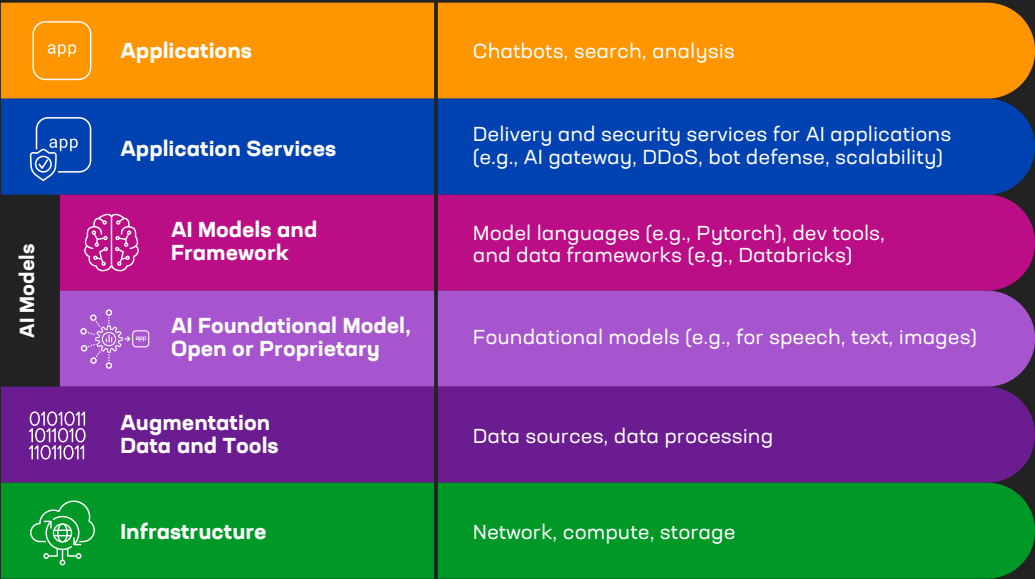 app
Applications
Chatbots, search, analysis
app
Application Services
Delivery and security services for AI applications
(e.g., AI gateway, DDoS, bot defense, scalability)
AI Models
AI Models and
Framework
Model languages (e.g., Pytorch), dev tools,
and data frameworks (e.g., Databricks)
app
AI Foundational Model,
Open or Proprietary
Foundational models (e.g., for speech, text, images)
0101011
1011010
11011011
Augmentation
Data and Tools
Data sources, data processing
Infrastructure
Network, compute, storage